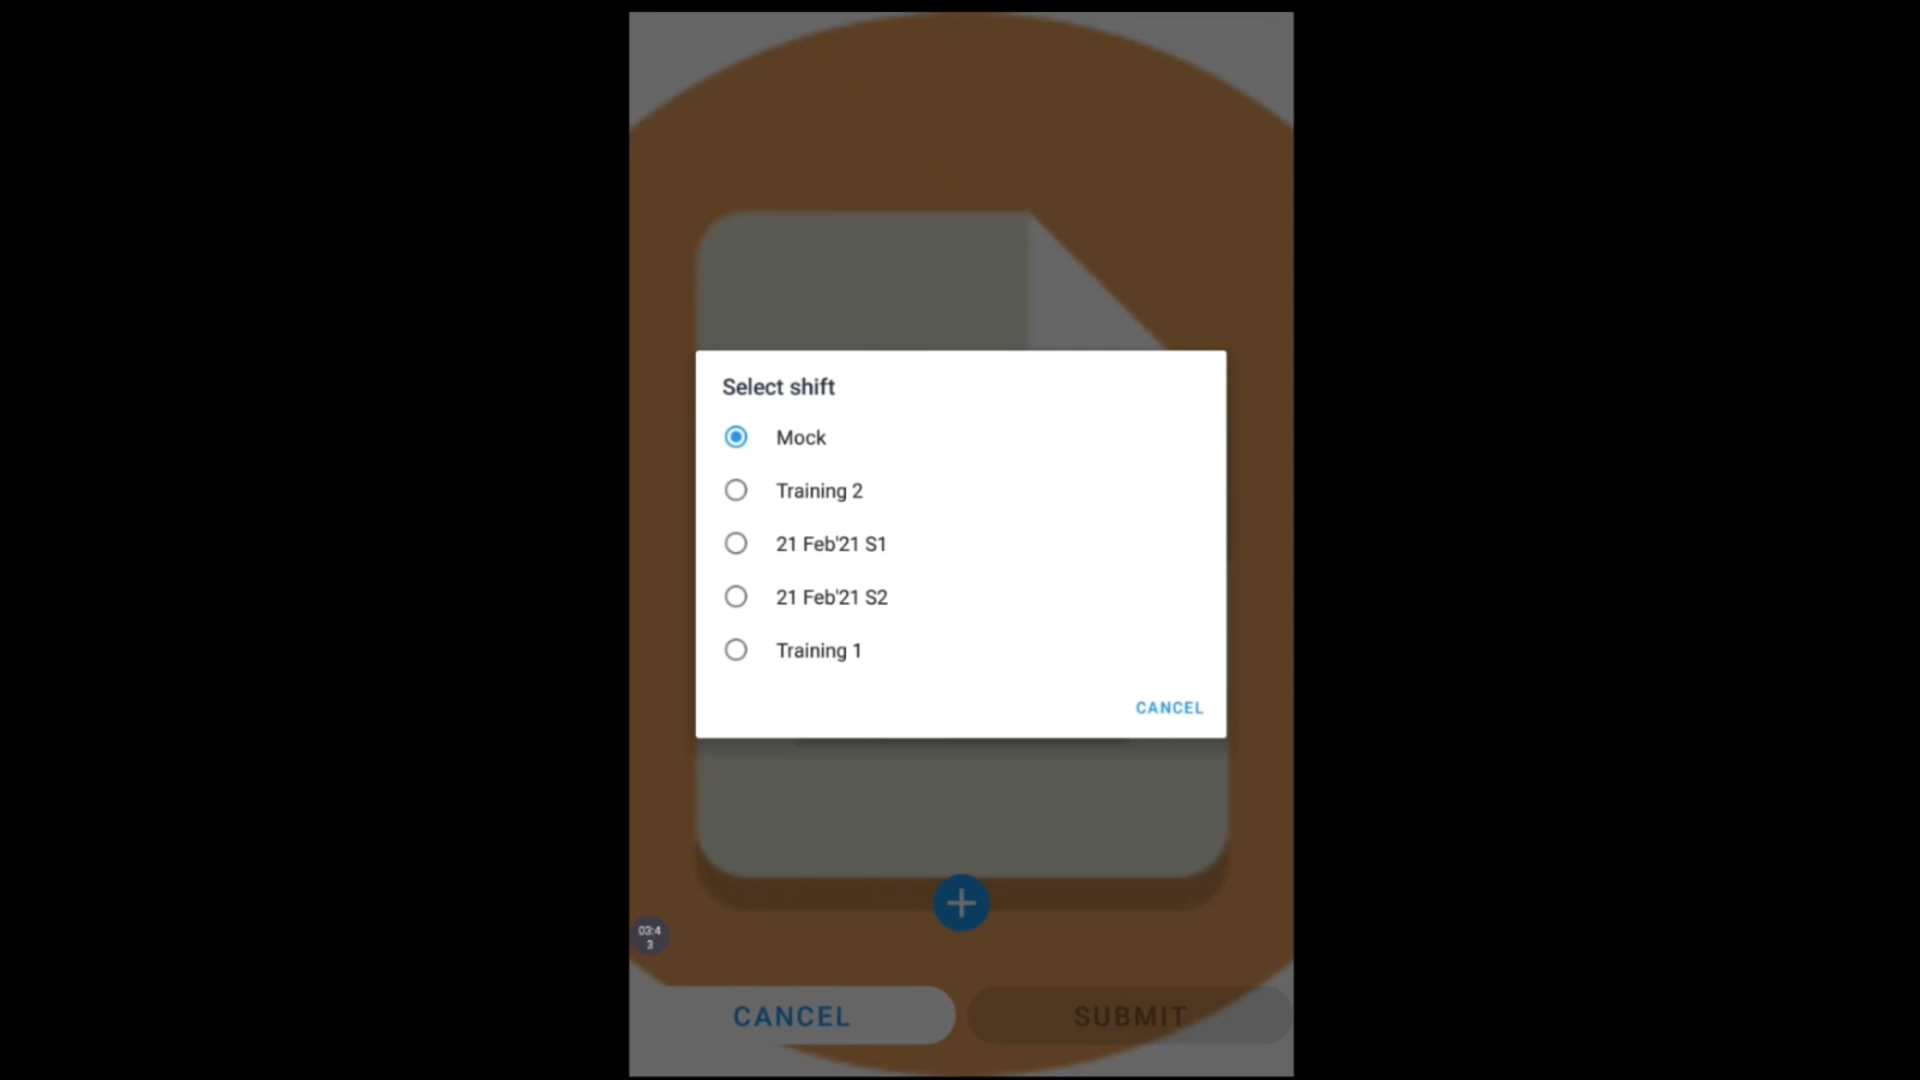 Select shift
Mock
Training 2
21 Feb'21 S1
21 Feb'21 S2
Training 1
CANCEL
03:4
3
CANCEL
SUBMIT